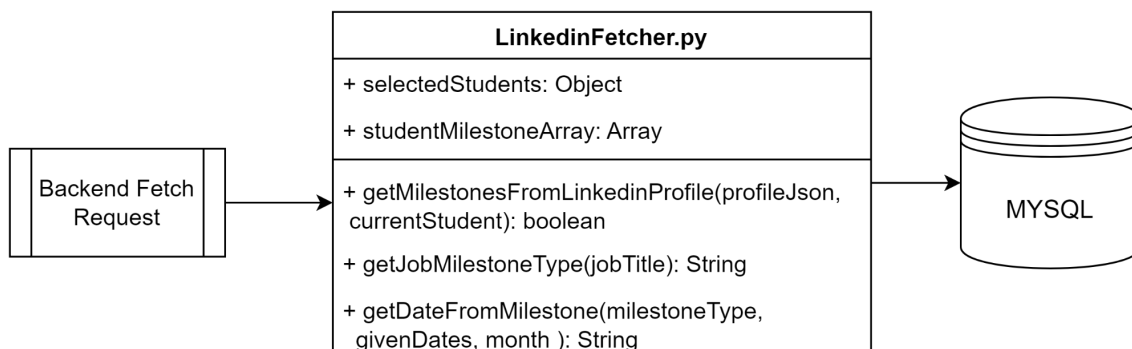 LinkedinFetcher.py
+ selectedStudents: Object
+ studentMilestoneArray: Array
Backend Fetch
Request
+ getMilestonesFromLinkedinProfile(profileJson,
currentStudent): boolean
+ getJobMilestoneType(jobTitle): String
+ getDateFromMilestone(milestoneType,
givenDates, month ): String
MYSQL